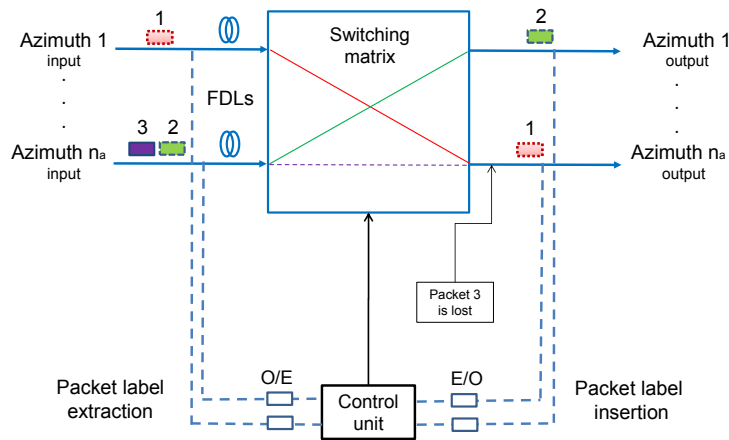 1
2
Azimuth 1
input
Switching
matrix
Azimuth 1
output
.
.
.
FDLs
.
.
.
3
2
1
Azimuth na
input
Azimuth na
output
Packet 3
is lost
O/E
E/O
Packet label
extraction
Control
unit
Packet label
insertion